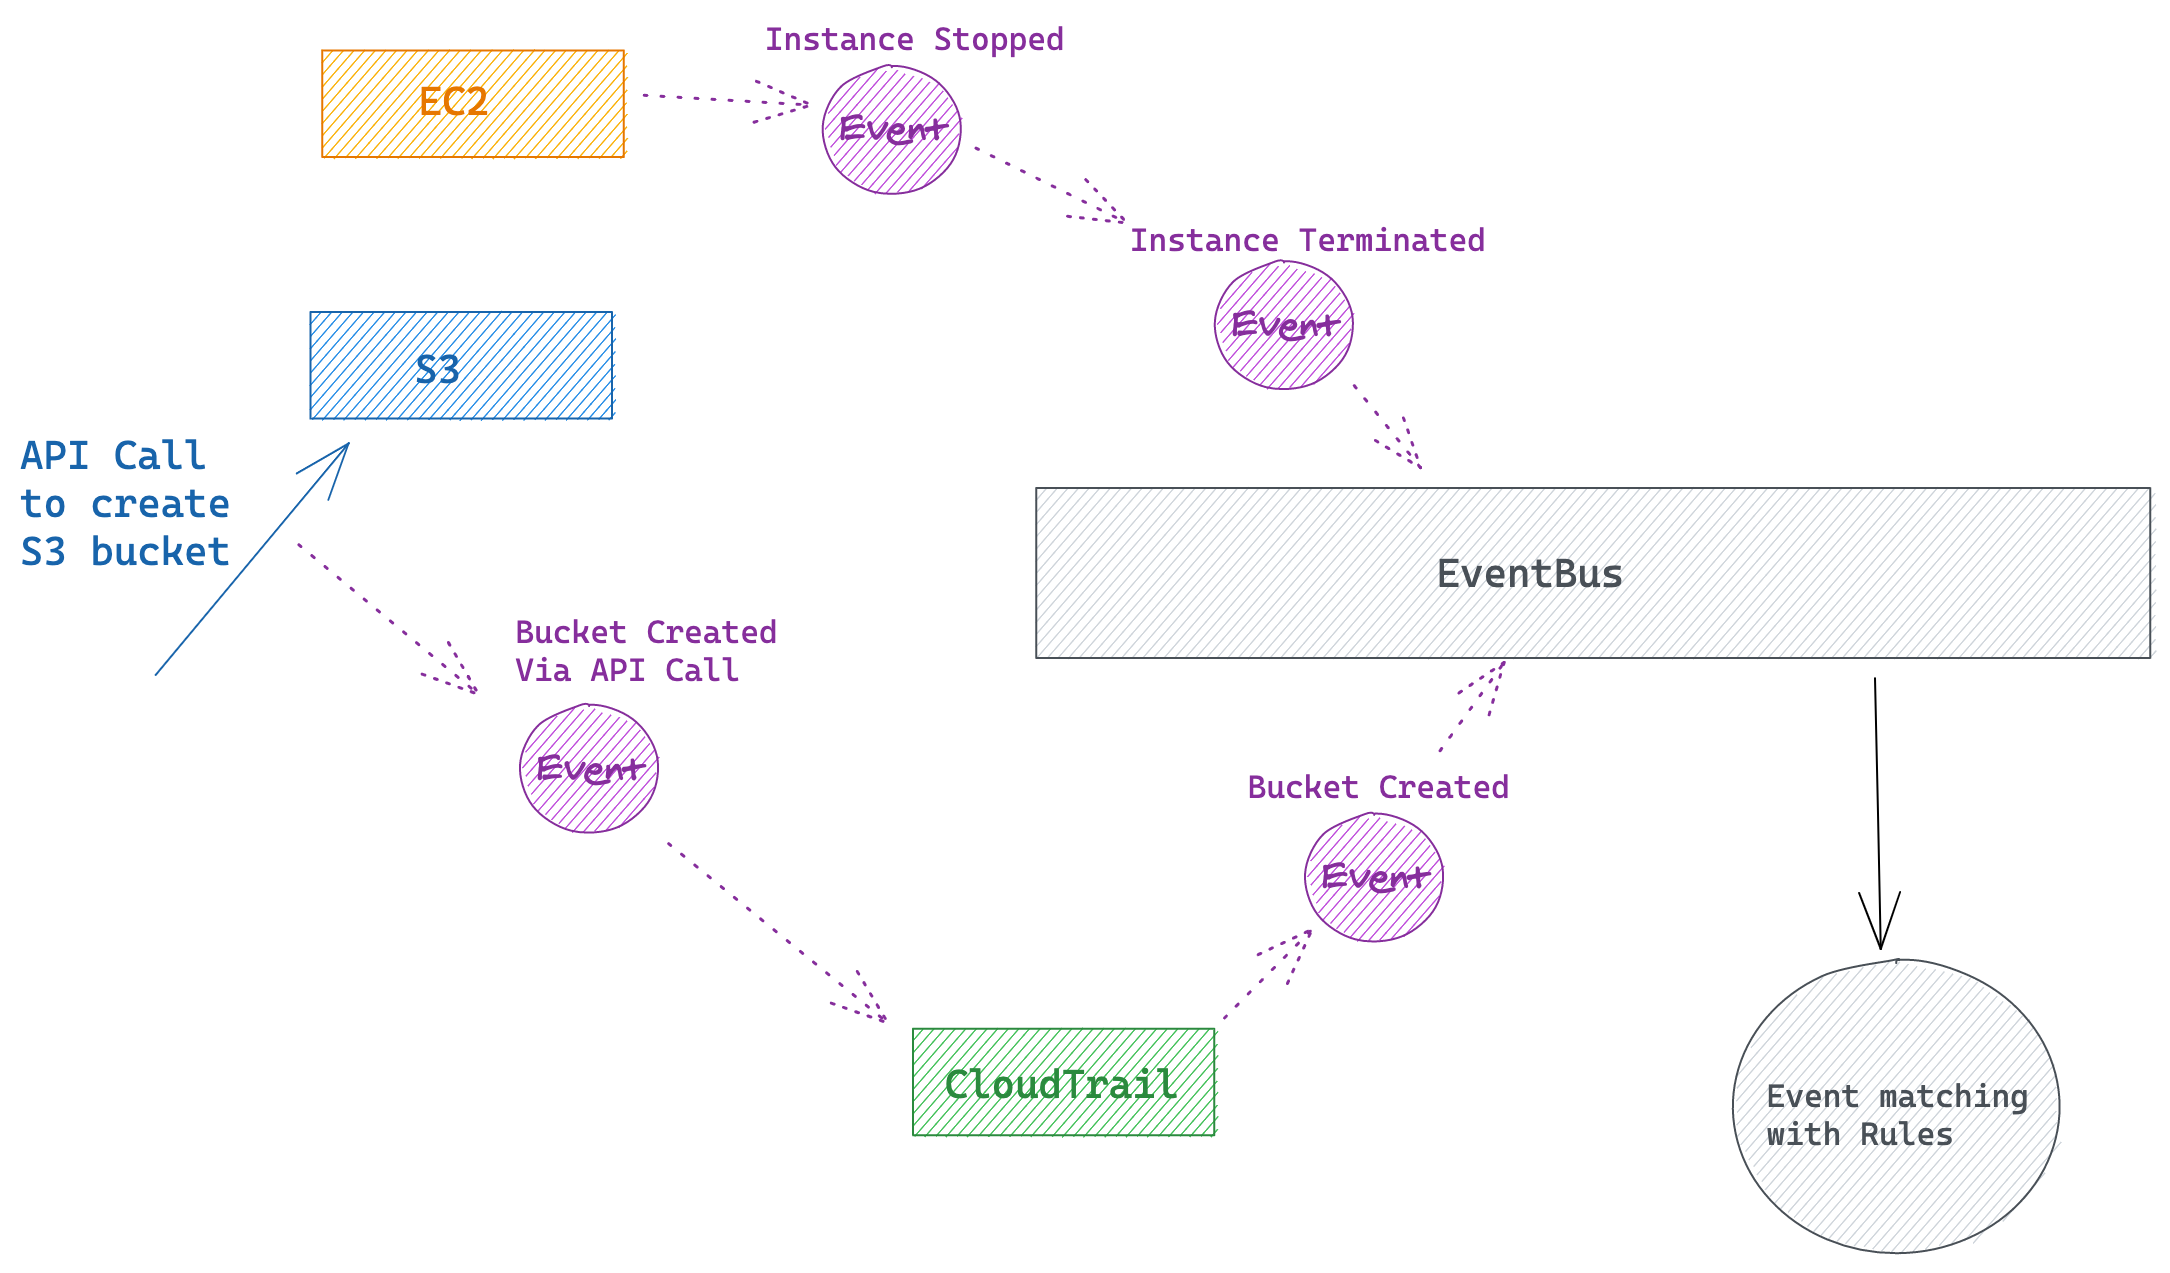 Instance Stopped
EC2
Event
Instance Terminated
Event
S3
API Call
to create
S3 bucket
EventBus
Bucket Created
Via API Call
Event
Bucket Created
Event
CloudTrail
Event matching
with Rules